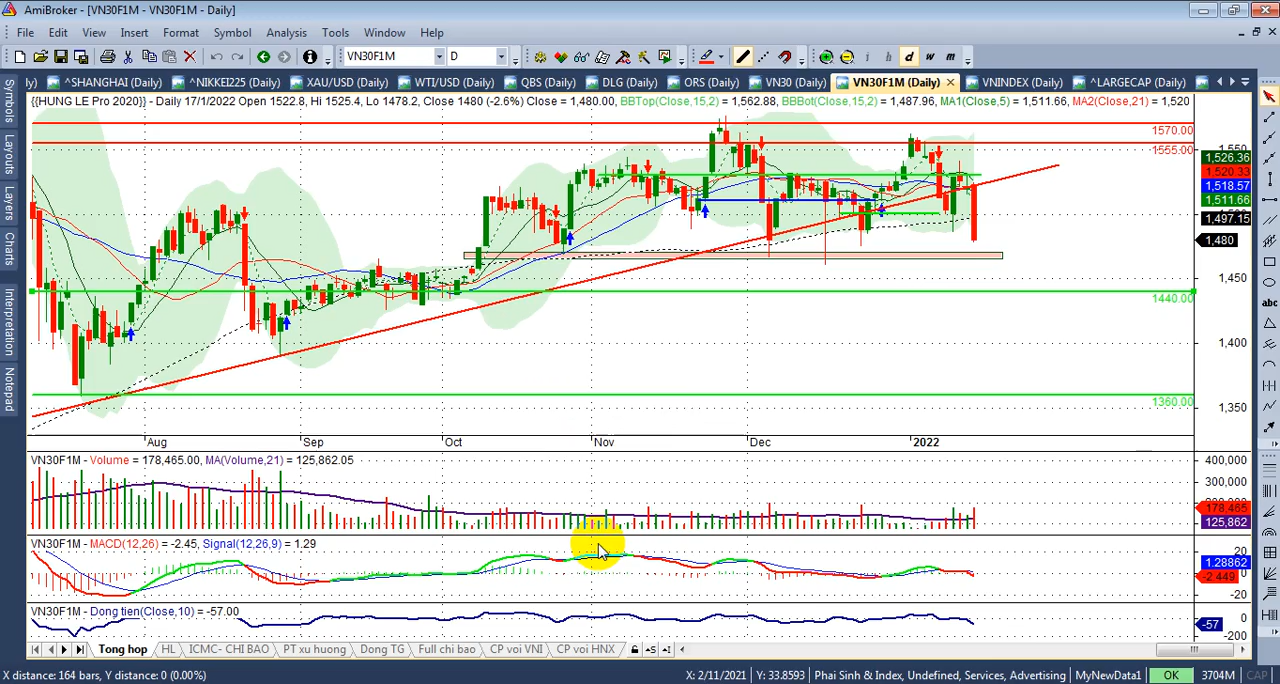 AmiBroker - [VN30F1M - VN30F1M - Daily]
File Edit View Insert Format Symbol Analysis Tools Window Help
VN30F1M D i h d w m
ly) ^SHANGHAI (Daily) ^NIKKEI225 (Daily) XAU/USD (Daily) WTI/USD (Daily) QBS (Daily) DLG (Daily) ORS (Daily) VN30 (Daily) VN30F1M (Daily) VNINDEX (Daily) ^LARGECAP (Daily)
{{HUNG LE Pro 2020}} - Daily 17/1/2022 Open 1522.8, Hi 1525.4, Lo 1478.2, Close 1480 (-2.6%) Close = 1,480.00, BBTop(Close,15,2) = 1,562.88, BBBot(Close,15,2) = 1,487.96, MA1(Close,5) = 1,511.66, MA2(Close,21) = 1,520
1570.00
1555.00
1,550
1,526.36
1,520.33
1,518.57
1,511.66
1,497.15
1,480
1,450
1440.00
1,400
1360.00
1,350
Aug Sep Oct Nov Dec 2022
VN30F1M - Volume = 178,465.00, MA(Volume,21) = 125,862.05
400,000
178,465
125,862
VN30F1M - MACD(12,26) = -2.45, Signal(12,26,9) = 1.29
20
1.28862
-2.449
-20
VN30F1M - Dong tien(Close,10) = -57.00
0
-57
-200
Symbols
Layouts
Layers
Charts
Interpretation
Notepad
abc
Tong hop HL ICMC- CHI BAO PT xu huong Dong TG Full chi bao CP voi VNI CP voi HNX
X distance: 164 bars, Y distance: 0 (0.00%) X: 2/11/2021 Y: 33.8593 Phai Sinh & Index, Undefined, Services, Advertising MyNewData1 OK 3704M CAP